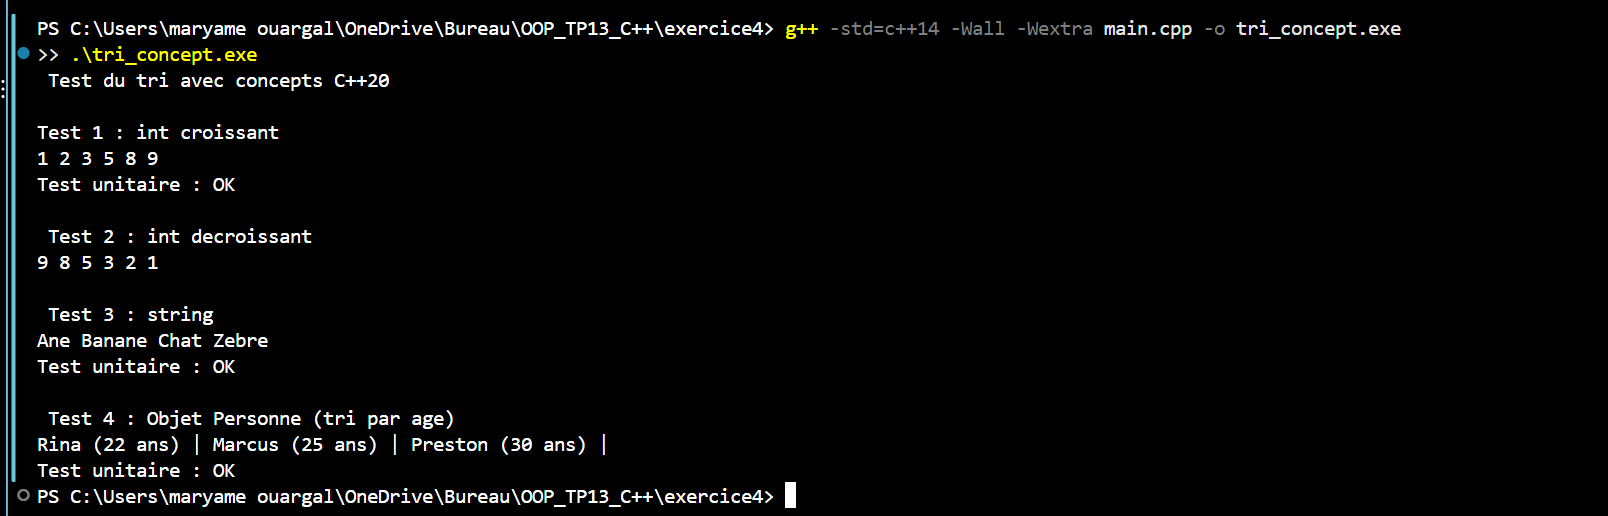 PS C:\Users\maryame ouargal\OneDrive\Bureau\OOP_TP13_C++\exercice4> g++ -std=c++14 -Wall -Wextra main.cpp -o tri_concept.exe
>> .\tri_concept.exe
Test du tri avec concepts C++20
Test 1 : int croissant
1 2 3 5 8 9
Test unitaire : OK
Test 2 : int decroissant
9 8 5 3 2 1
Test 3 : string
Ane Banane Chat Zebre
Test unitaire : OK
Test 4 : Objet Personne (tri par age)
Rina (22 ans) | Marcus (25 ans) | Preston (30 ans) |
Test unitaire : OK
PS C:\Users\maryame ouargal\OneDrive\Bureau\OOP_TP13_C++\exercice4>